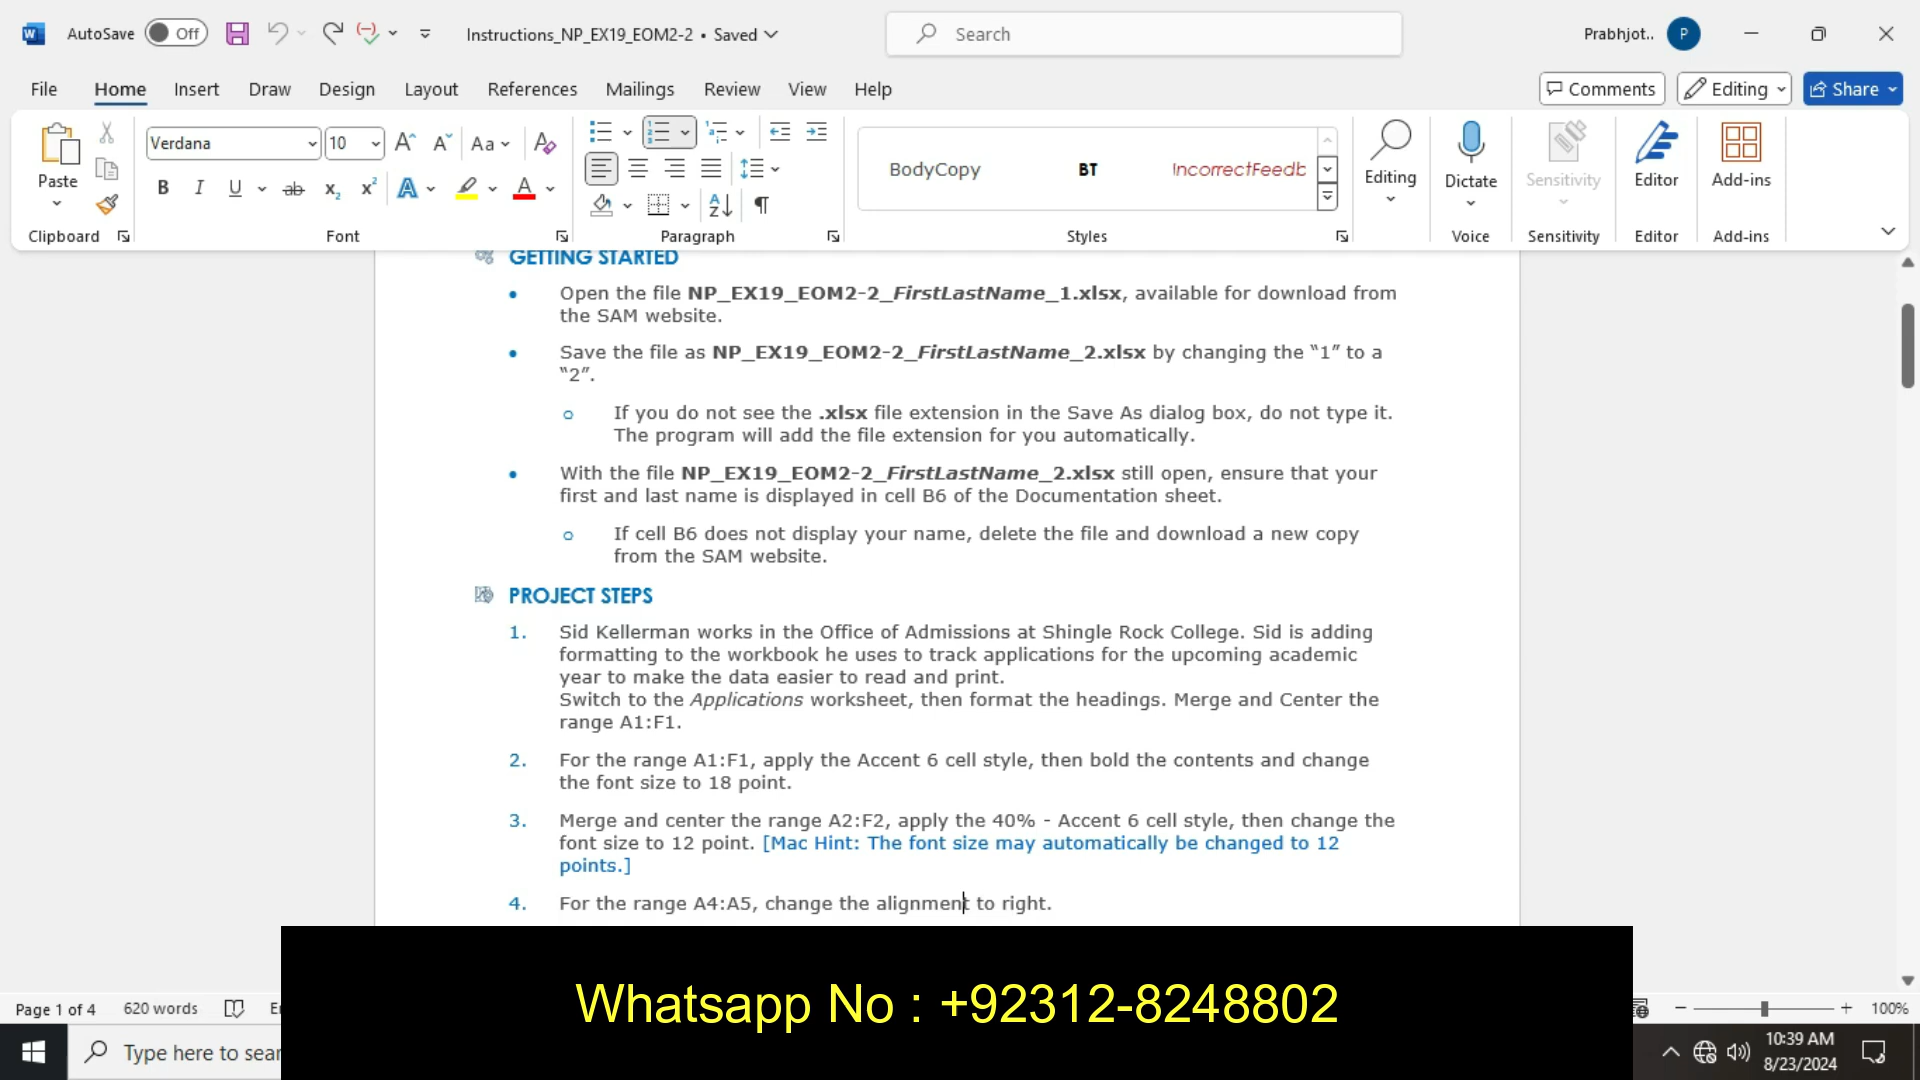 AutoSave Off Instructions_NP_EX19_EOM2-2 • Saved Search Prabhjot.. P
File Home Insert Draw Design Layout References Mailings Review View Help Comments Editing Share
Paste Verdana 10 Aa BodyCopy BT IncorrectFeedb Editing Dictate Sensitivity Editor Add-ins
B I U ab x₂ x² A A
Clipboard Font Paragraph Styles Voice Sensitivity Editor Add-ins
GETTING STARTED
• Open the file NP_EX19_EOM2-2_FirstLastName_1.xlsx, available for download from
the SAM website.
• Save the file as NP_EX19_EOM2-2_FirstLastName_2.xlsx by changing the “1” to a
“2”.
o If you do not see the .xlsx file extension in the Save As dialog box, do not type it.
The program will add the file extension for you automatically.
• With the file NP_EX19_EOM2-2_FirstLastName_2.xlsx still open, ensure that your
first and last name is displayed in cell B6 of the Documentation sheet.
o If cell B6 does not display your name, delete the file and download a new copy
from the SAM website.
PROJECT STEPS
1. Sid Kellerman works in the Office of Admissions at Shingle Rock College. Sid is adding
formatting to the workbook he uses to track applications for the upcoming academic
year to make the data easier to read and print.
Switch to the Applications worksheet, then format the headings. Merge and Center the
range A1:F1.
2. For the range A1:F1, apply the Accent 6 cell style, then bold the contents and change
the font size to 18 point.
3. Merge and center the range A2:F2, apply the 40% - Accent 6 cell style, then change the
font size to 12 point. [Mac Hint: The font size may automatically be changed to 12
points.]
4. For the range A4:A5, change the alignment to right.
Whatsapp No : +92312-8248802
Page 1 of 4 620 words 100%
Type here to sear
10:39 AM
8/23/2024